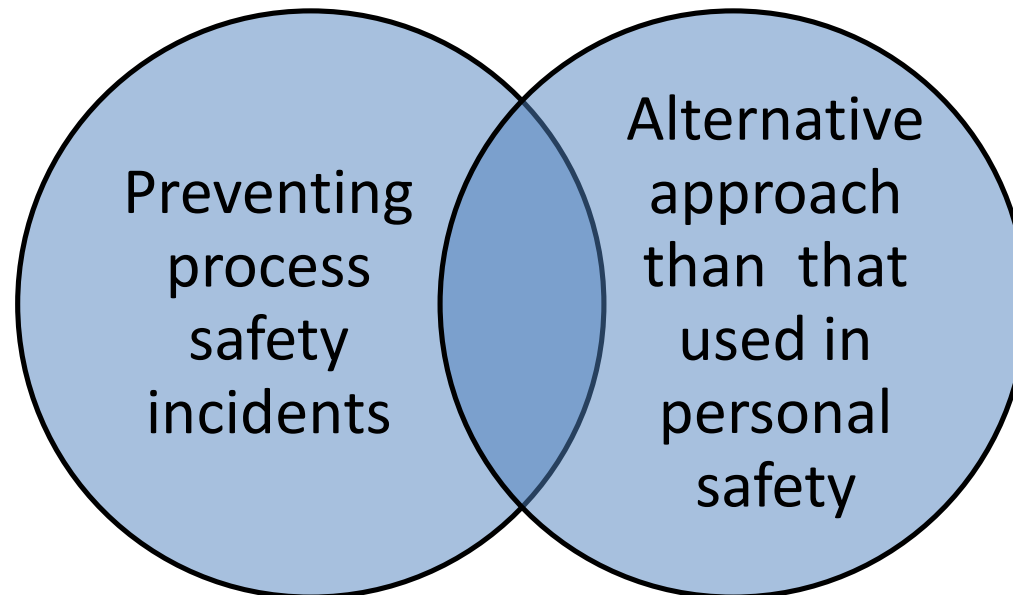 Preventing
process
safety
incidents
Alternative
approach
than  that
used in
personal
safety